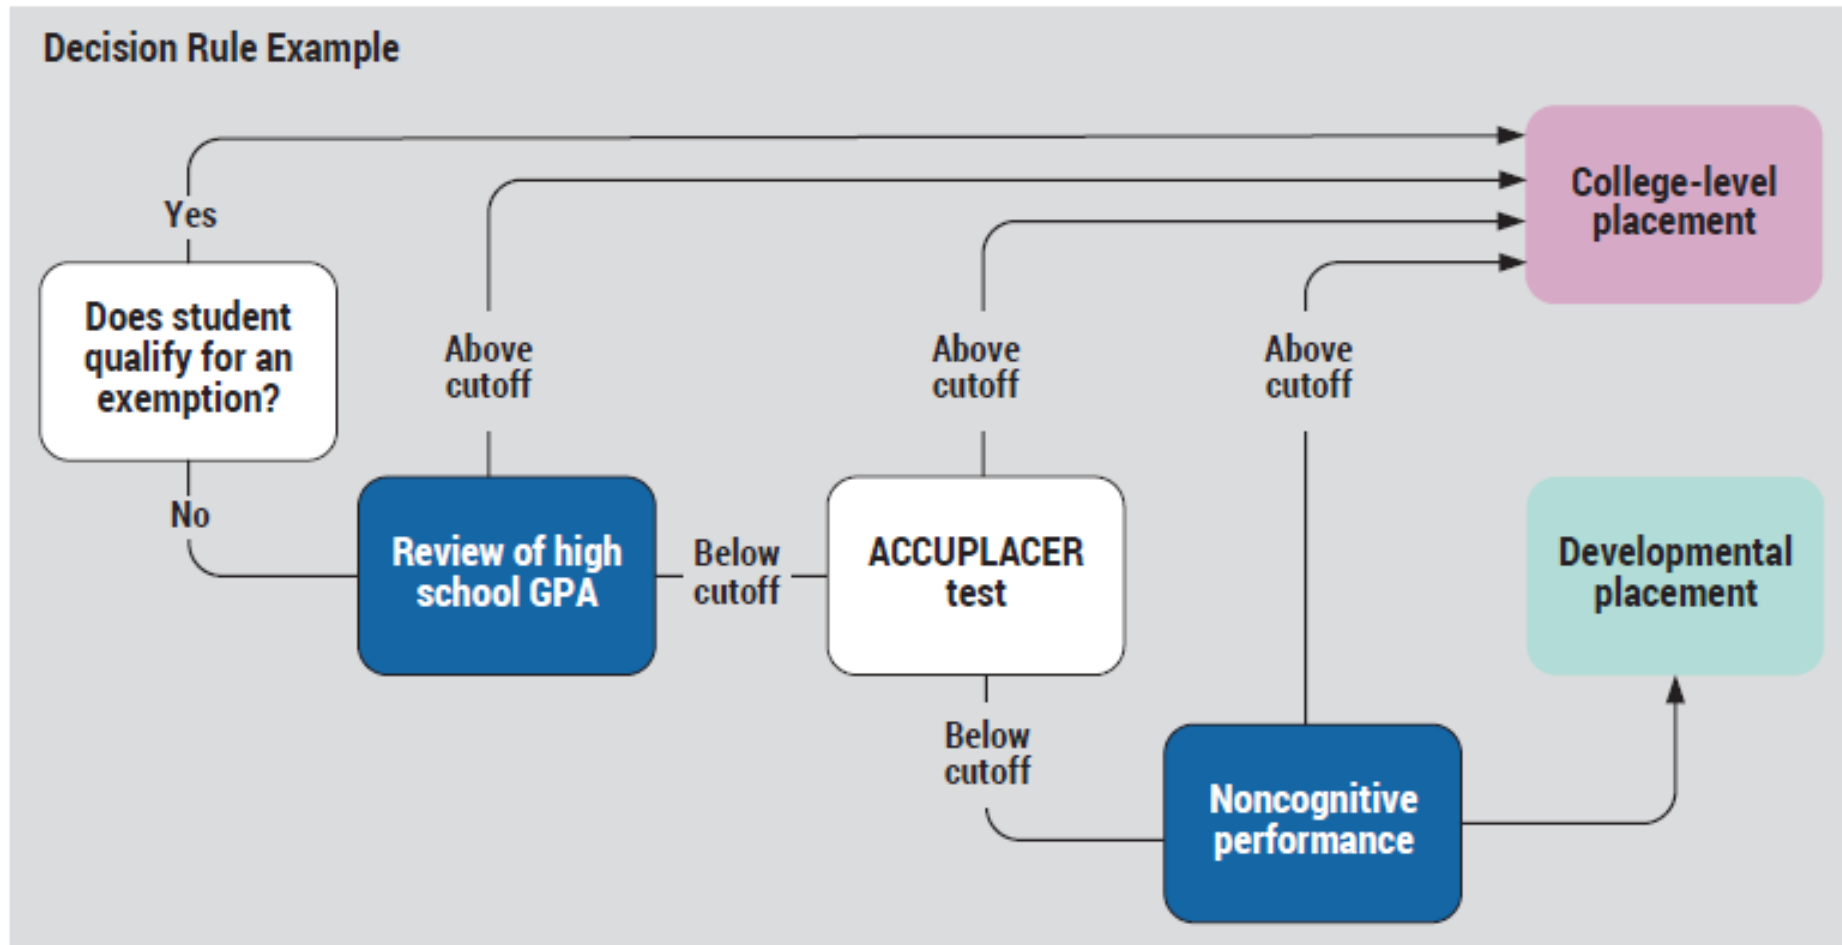 Decision Rule Example
Yes
Does student
qualify for an
exemption?
No
Above
cutoff
Review of high
school GPA
Below
cutoff
Above
cutoff
ACCUPLACER
test
Below
cutoff
Above
cutoff
Noncognitive
performance
College-level
placement
Developmental
placement